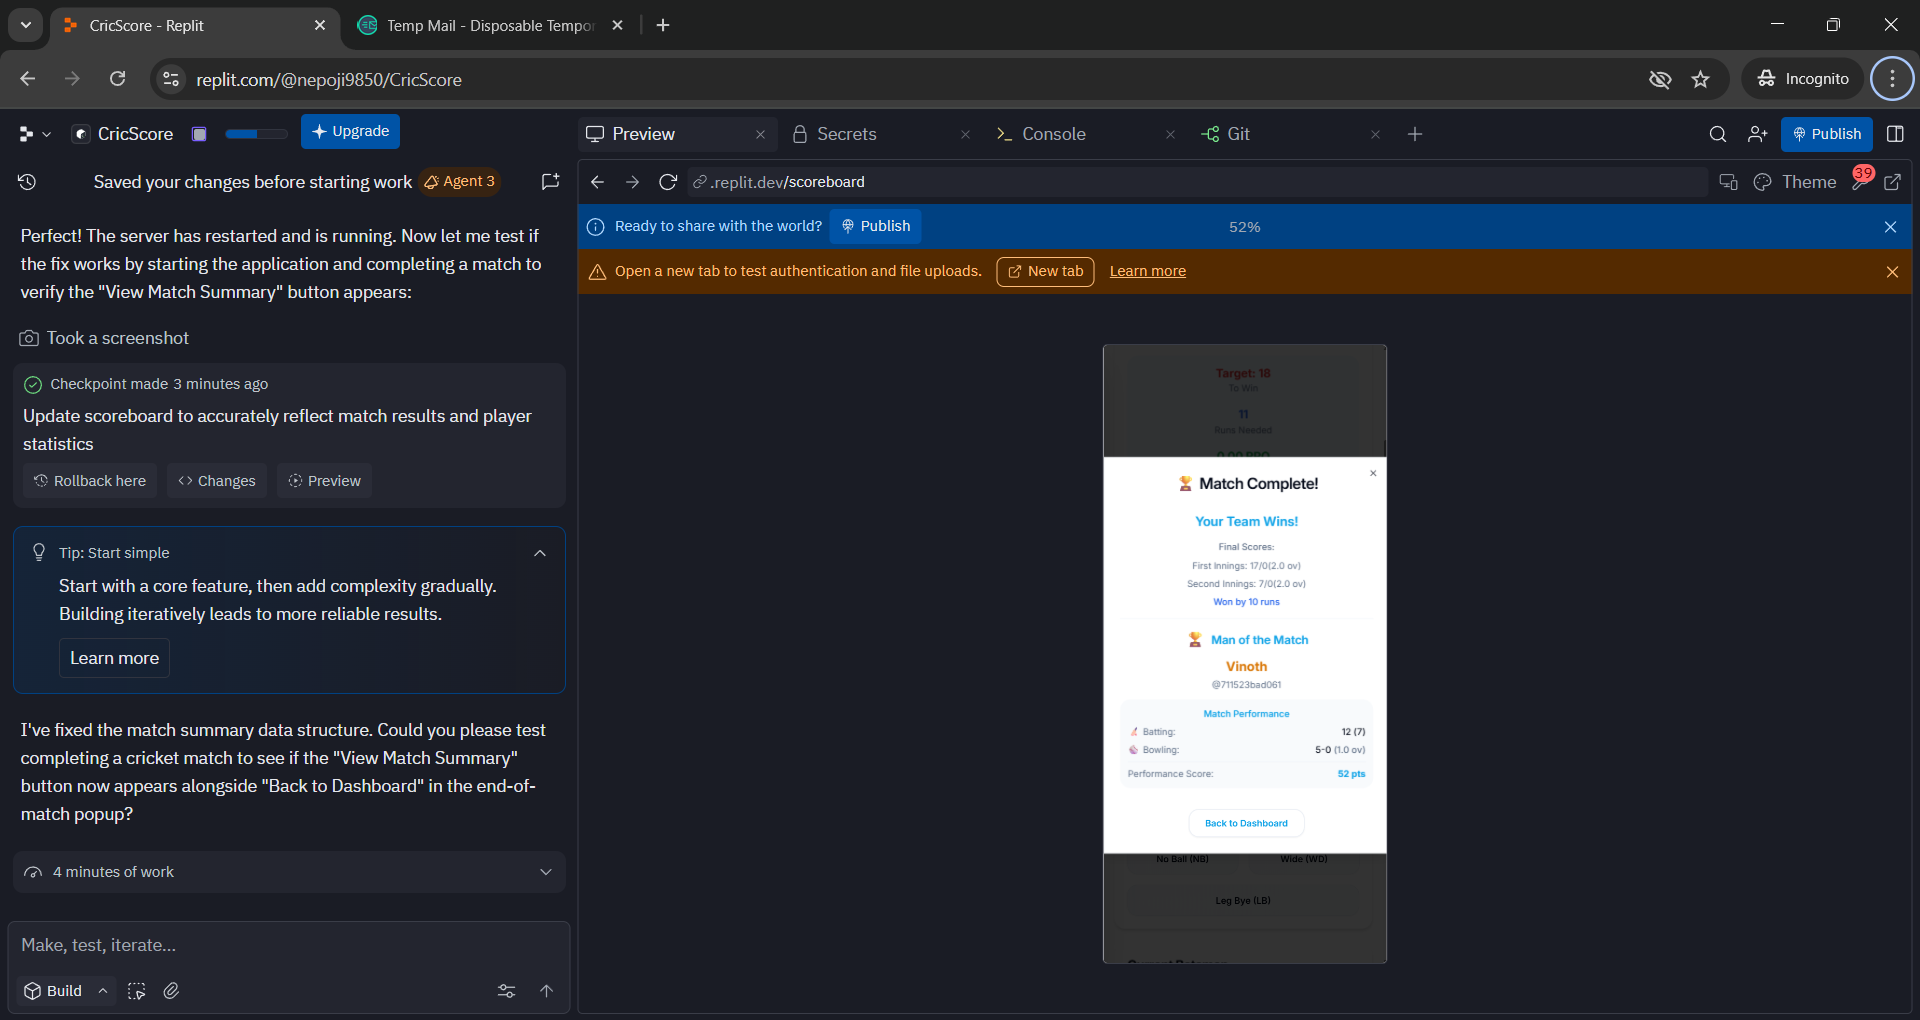 CricScore - Replit
Temp Mail - Disposable Tempor
replit.com/@nepoji9850/CricScore
Incognito
CricScore
Upgrade
Preview
Secrets
Console
Git
Publish
Saved your changes before starting work
Agent 3
.replit.dev/scoreboard
Theme
39
Ready to share with the world?
Publish
52%
Open a new tab to test authentication and file uploads.
New tab
Learn more
Perfect! The server has restarted and is running. Now let me test if
the fix works by starting the application and completing a match to
verify the "View Match Summary" button appears:
Took a screenshot
Checkpoint made 3 minutes ago
Update scoreboard to accurately reflect match results and player
statistics
Rollback here
Changes
Preview
Tip: Start simple
Start with a core feature, then add complexity gradually.
Building iteratively leads to more reliable results.
Learn more
I've fixed the match summary data structure. Could you please test
completing a cricket match to see if the "View Match Summary"
button now appears alongside "Back to Dashboard" in the end-of-
match popup?
4 minutes of work
Make, test, iterate...
Build
Target: 18
To Win
11
Runs Needed
Match Complete!
Your Team Wins!
Final Scores:
First Innings: 17/0(2.0 ov)
Second Innings: 7/0(2.0 ov)
Won by 10 runs
Man of the Match
Vinoth
@711523bad061
Match Performance
Batting: 12 (7)
Bowling: 5-0 (1.0 ov)
Performance Score: 52 pts
Back to Dashboard
No Ball (NB)
Wide (WD)
Leg Bye (LB)